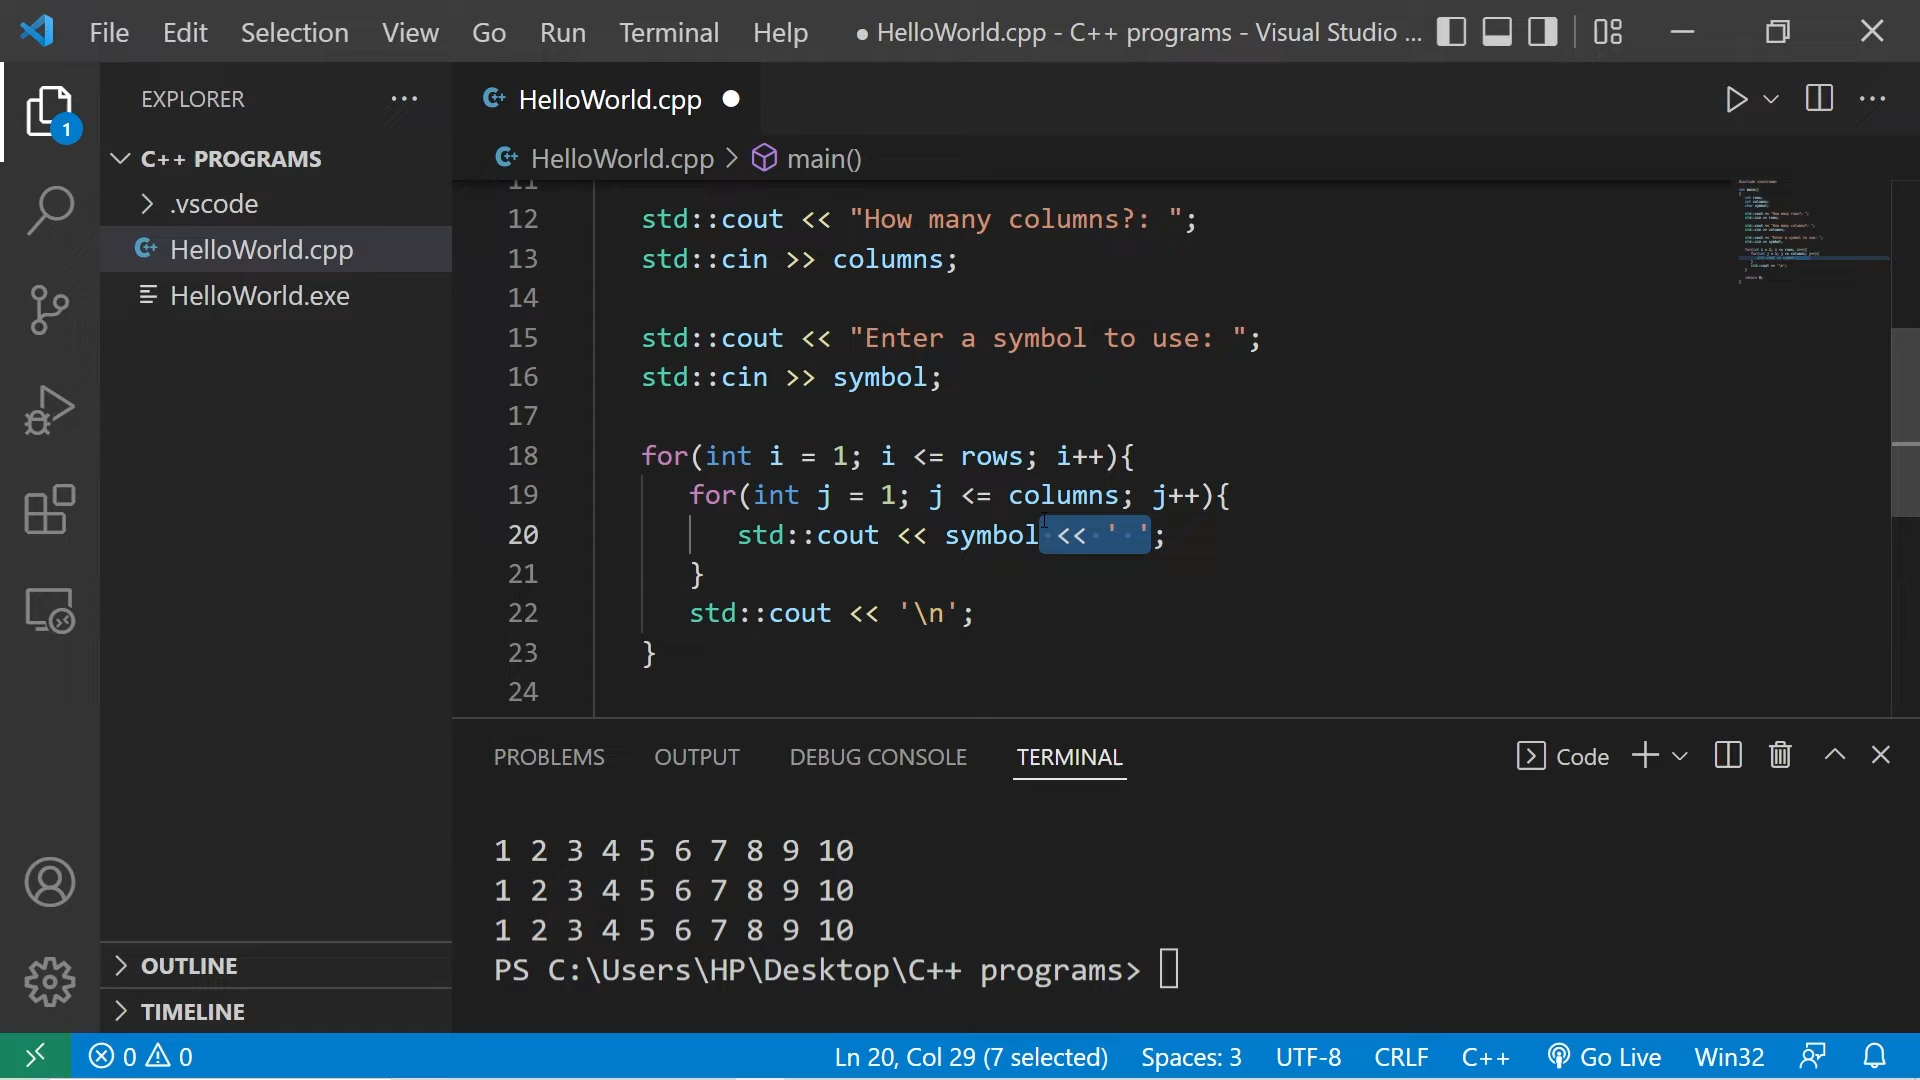 File Edit Selection View Go Run Terminal Help ● HelloWorld.cpp - C++ programs - Visual Studio ...
EXPLORER ...
HelloWorld.cpp ●
1
C++ PROGRAMS
HelloWorld.cpp > main()
.vscode
HelloWorld.cpp
HelloWorld.exe
11
12 std::cout << "How many columns?: ";
13 std::cin >> columns;
14
15 std::cout << "Enter a symbol to use: ";
16 std::cin >> symbol;
17
18 for(int i = 1; i <= rows; i++){
19 for(int j = 1; j <= columns; j++){
20 std::cout << symbol << ' ';
21 }
22 std::cout << '\n';
23 }
24
PROBLEMS OUTPUT DEBUG CONSOLE TERMINAL Code
1 2 3 4 5 6 7 8 9 10
1 2 3 4 5 6 7 8 9 10
1 2 3 4 5 6 7 8 9 10
PS C:\Users\HP\Desktop\C++ programs>
OUTLINE
TIMELINE
0 0 Ln 20, Col 29 (7 selected) Spaces: 3 UTF-8 CRLF C++ Go Live Win32